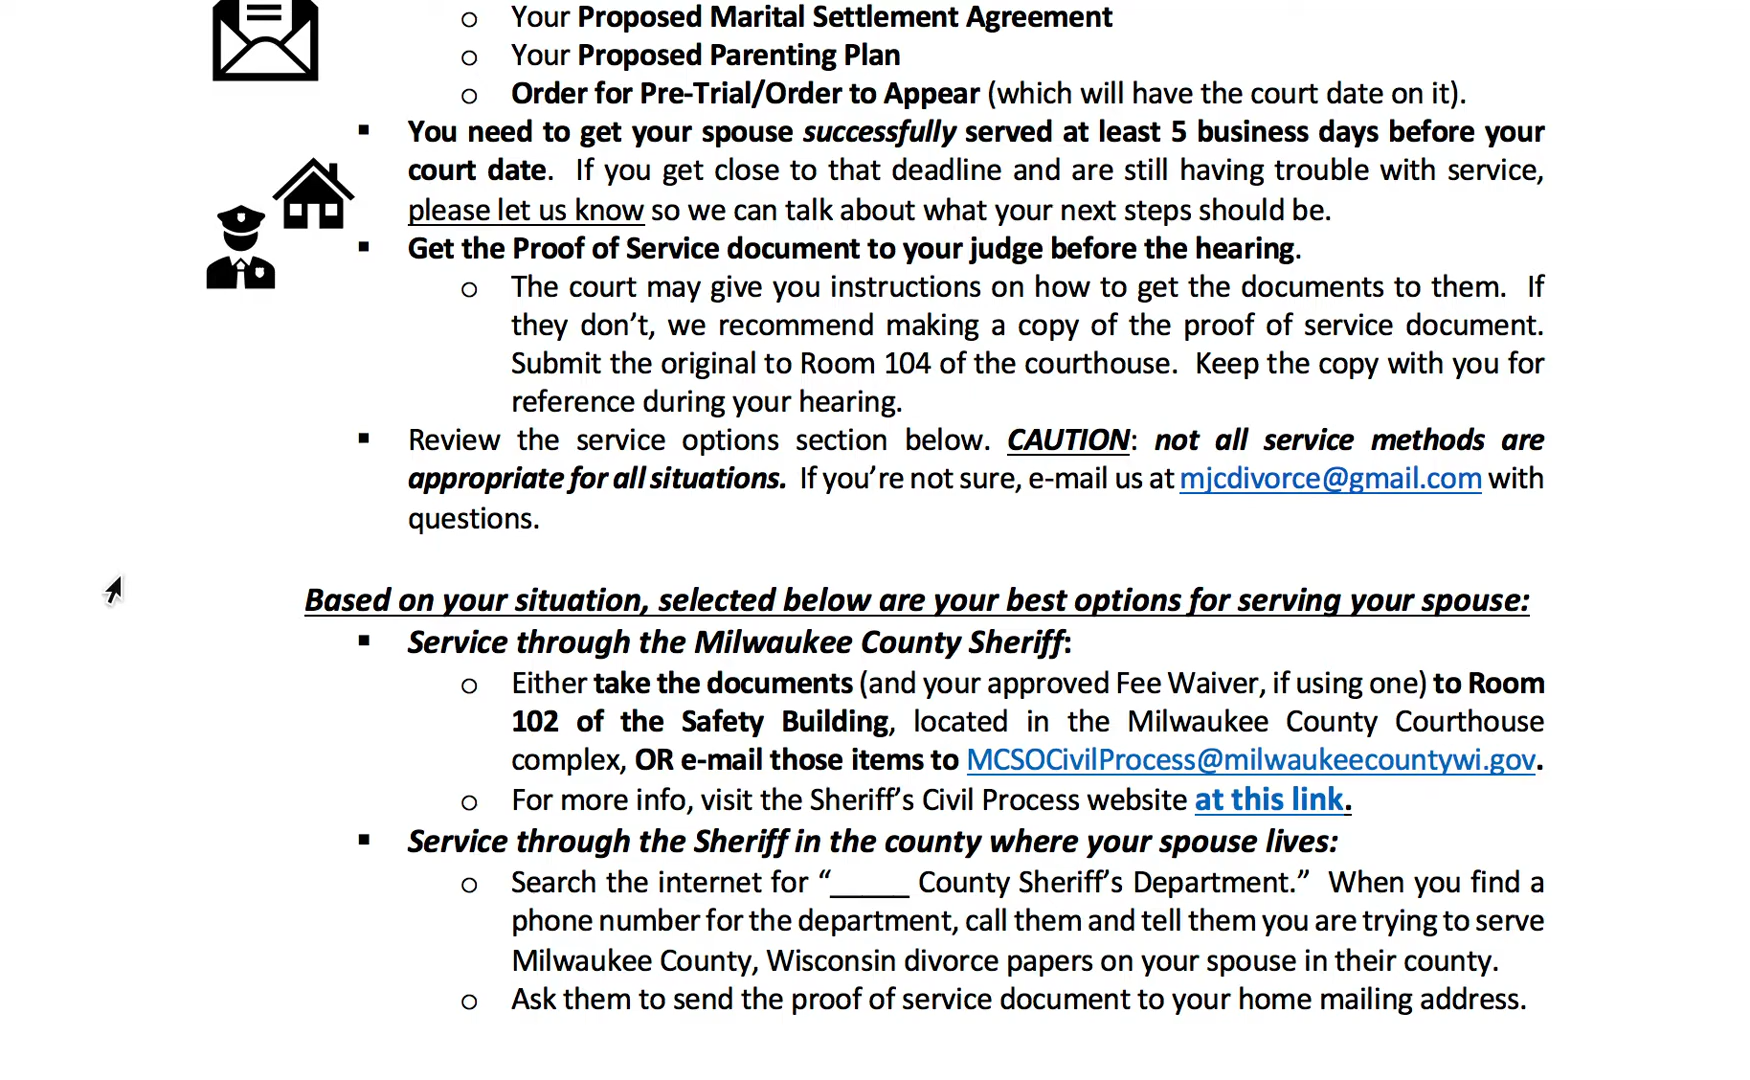 ○ Your Proposed Marital Settlement Agreement
○ Your Proposed Parenting Plan
○ Order for Pre-Trial/Order to Appear (which will have the court date on it).
▪ You need to get your spouse successfully served at least 5 business days before your
court date. If you get close to that deadline and are still having trouble with service,
please let us know so we can talk about what your next steps should be.
▪ Get the Proof of Service document to your judge before the hearing.
○ The court may give you instructions on how to get the documents to them. If
they don’t, we recommend making a copy of the proof of service document.
Submit the original to Room 104 of the courthouse. Keep the copy with you for
reference during your hearing.
▪ Review the service options section below. CAUTION: not all service methods are
appropriate for all situations. If you’re not sure, e-mail us at mjcdivorce@gmail.com with
questions.
Based on your situation, selected below are your best options for serving your spouse:
▪ Service through the Milwaukee County Sheriff:
○ Either take the documents (and your approved Fee Waiver, if using one) to Room
102 of the Safety Building, located in the Milwaukee County Courthouse
complex, OR e-mail those items to MCSOCivilProcess@milwaukeecountywi.gov.
○ For more info, visit the Sheriff’s Civil Process website at this link.
▪ Service through the Sheriff in the county where your spouse lives:
○ Search the internet for “_____ County Sheriff’s Department.” When you find a
phone number for the department, call them and tell them you are trying to serve
Milwaukee County, Wisconsin divorce papers on your spouse in their county.
○ Ask them to send the proof of service document to your home mailing address.